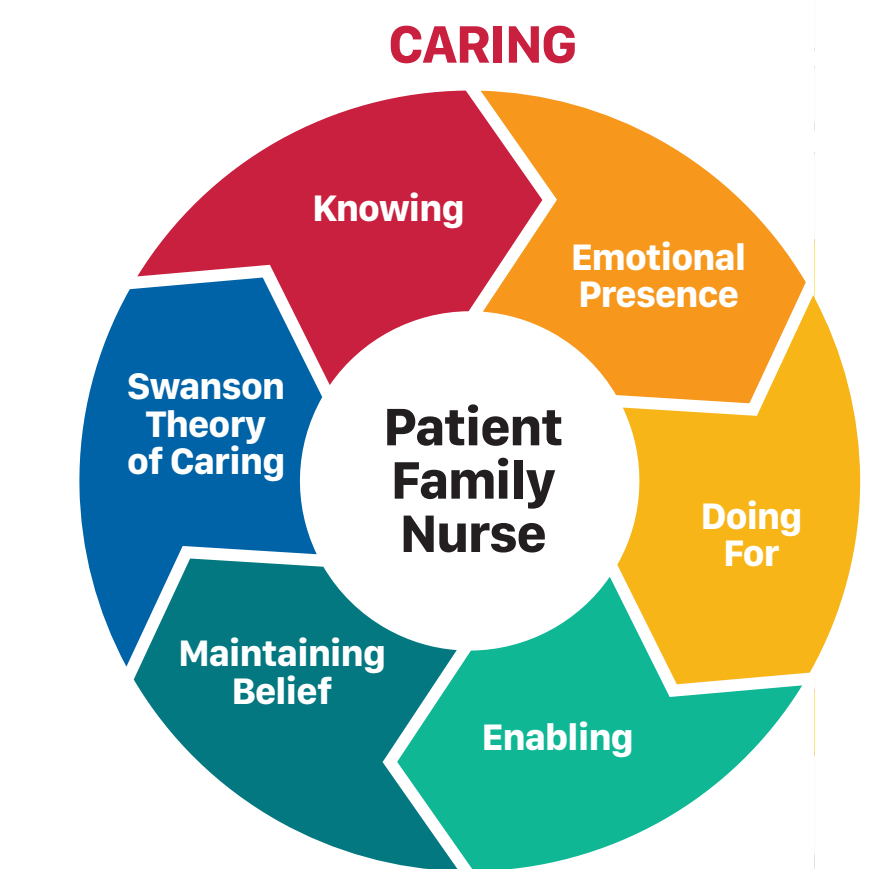 CARING
Knowing
Emotional
Presence
Doing
For
Enabling
Maintaining
Belief
Swanson
Theory
of Caring
Patient
Family
Nurse